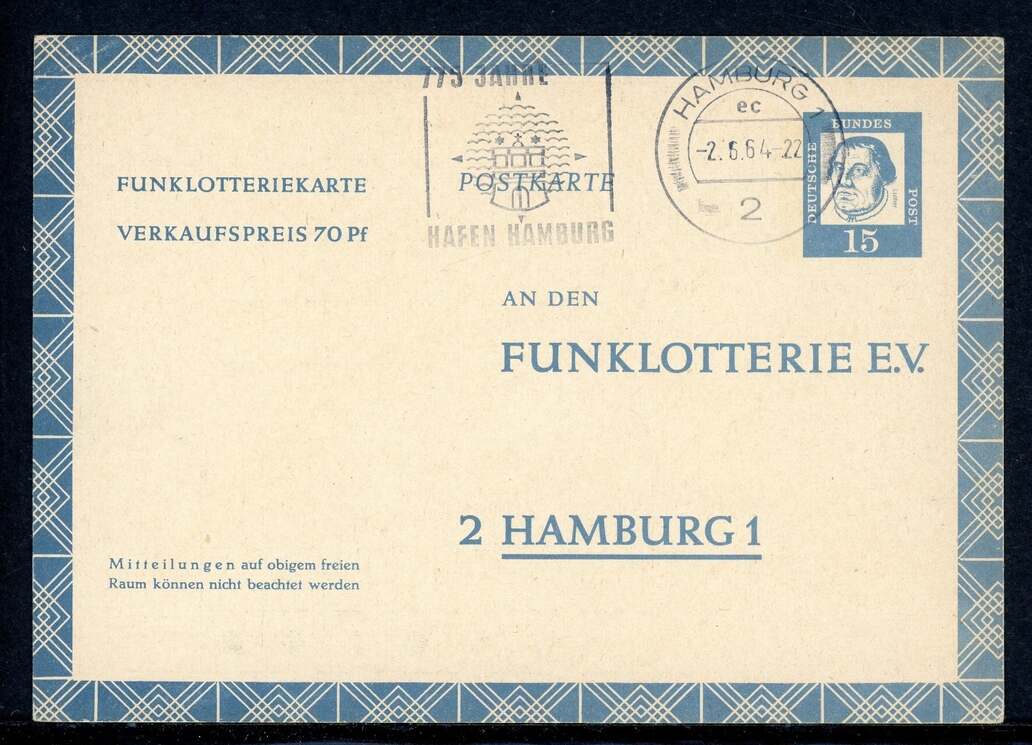 775 JAHRE
HAFEN HAMBURG
HAMBURG 1
ec
-2.6.64-22
2
DEUTSCHE
BUNDES
POST
Luther
15
FUNKLOTTERIEKARTE
POSTKARTE
VERKAUFSPREIS 70 Pf
AN DEN
FUNKLOTTERIE E.V.
2 HAMBURG 1
Mitteilungen auf obigem freien
Raum können nicht beachtet werden